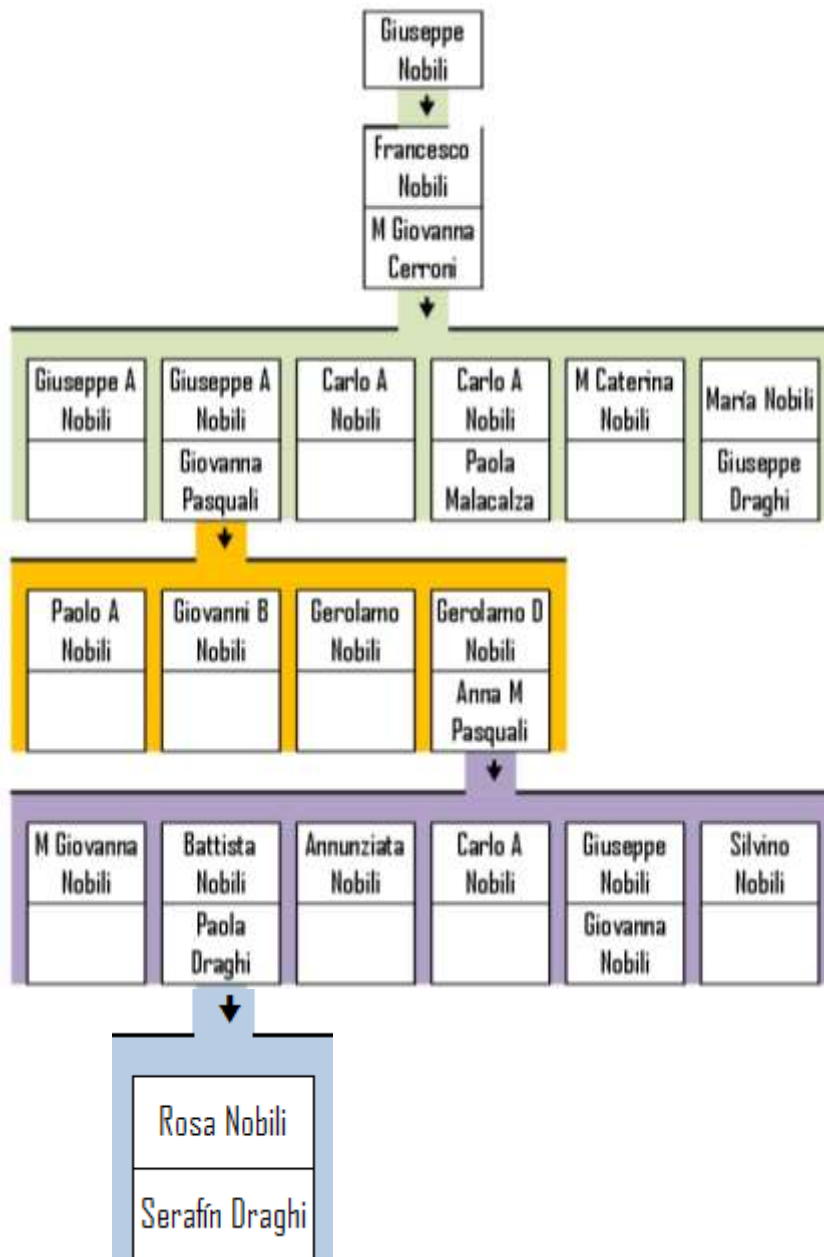 Giuseppe
Nobili
Francesco
Nobili
M Giovanna
Cerroni
Giuseppe A
Nobili
Giovanna
Pasquali
Giuseppe A
Nobili
Carlo A
Nobili
Carlo A
Nobili
Paola
Malacalza
M Caterina
Nobili
María Nobili
Giuseppe
Draghi
Paolo A
Nobili
Giovanni B
Nobili
Gerolamo
Nobili
Gerolamo D
Nobili
Anna M
Pasquali
M Giovanna
Nobili
Battista
Nobili
Paola
Draghi
Annunziata
Nobili
Carlo A
Nobili
Giuseppe
Nobili
Giovanna
Nobili
Silvino
Nobili
Rosa Nobili
Serafín Draghi